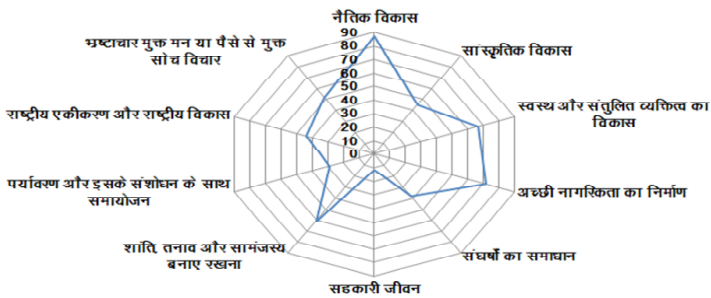 नैतिक विकास
सांस्कृतिक विकास
स्वस्थ और संतुलित व्यक्तित्व का
विकास
अच्छी नागरिकता का निर्माण
संघर्षों का समाधान
सहकारी जीवन
शांति, तनाव और सामंजस्य
बनाए रखना
पर्यावरण और इसके संशोधन के साथ
समायोजन
राष्ट्रीय एकीकरण और राष्ट्रीय विकास
भ्रष्टाचार मुक्त मन या पैसे से मुक्त
सोच विचार
90
80
70
60
50
40
30
20
10
0